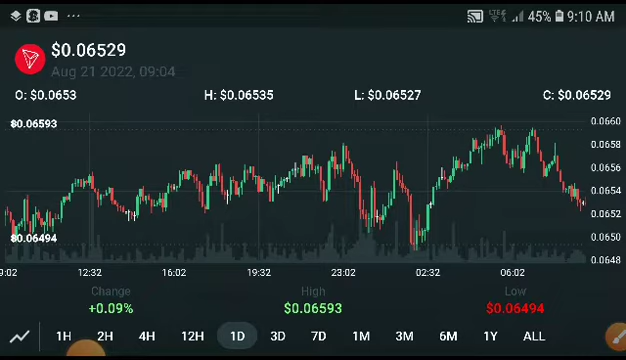 ... 45% 9:10 AM
$0.06529
Aug 21 2022, 09:04
O: $0.0653 H: $0.06535 L: $0.06527 C: $0.06529
$0.06593
0.0660
0.0658
0.0656
0.0654
0.0652
$0.06494
0.0650
0.0648
9:02 12:32 16:02 19:32 23:02 02:32 06:02
Change High Low
+0.09% $0.06593 $0.06494
1H 2H 4H 12H 1D 3D 7D 1M 3M 6M 1Y ALL